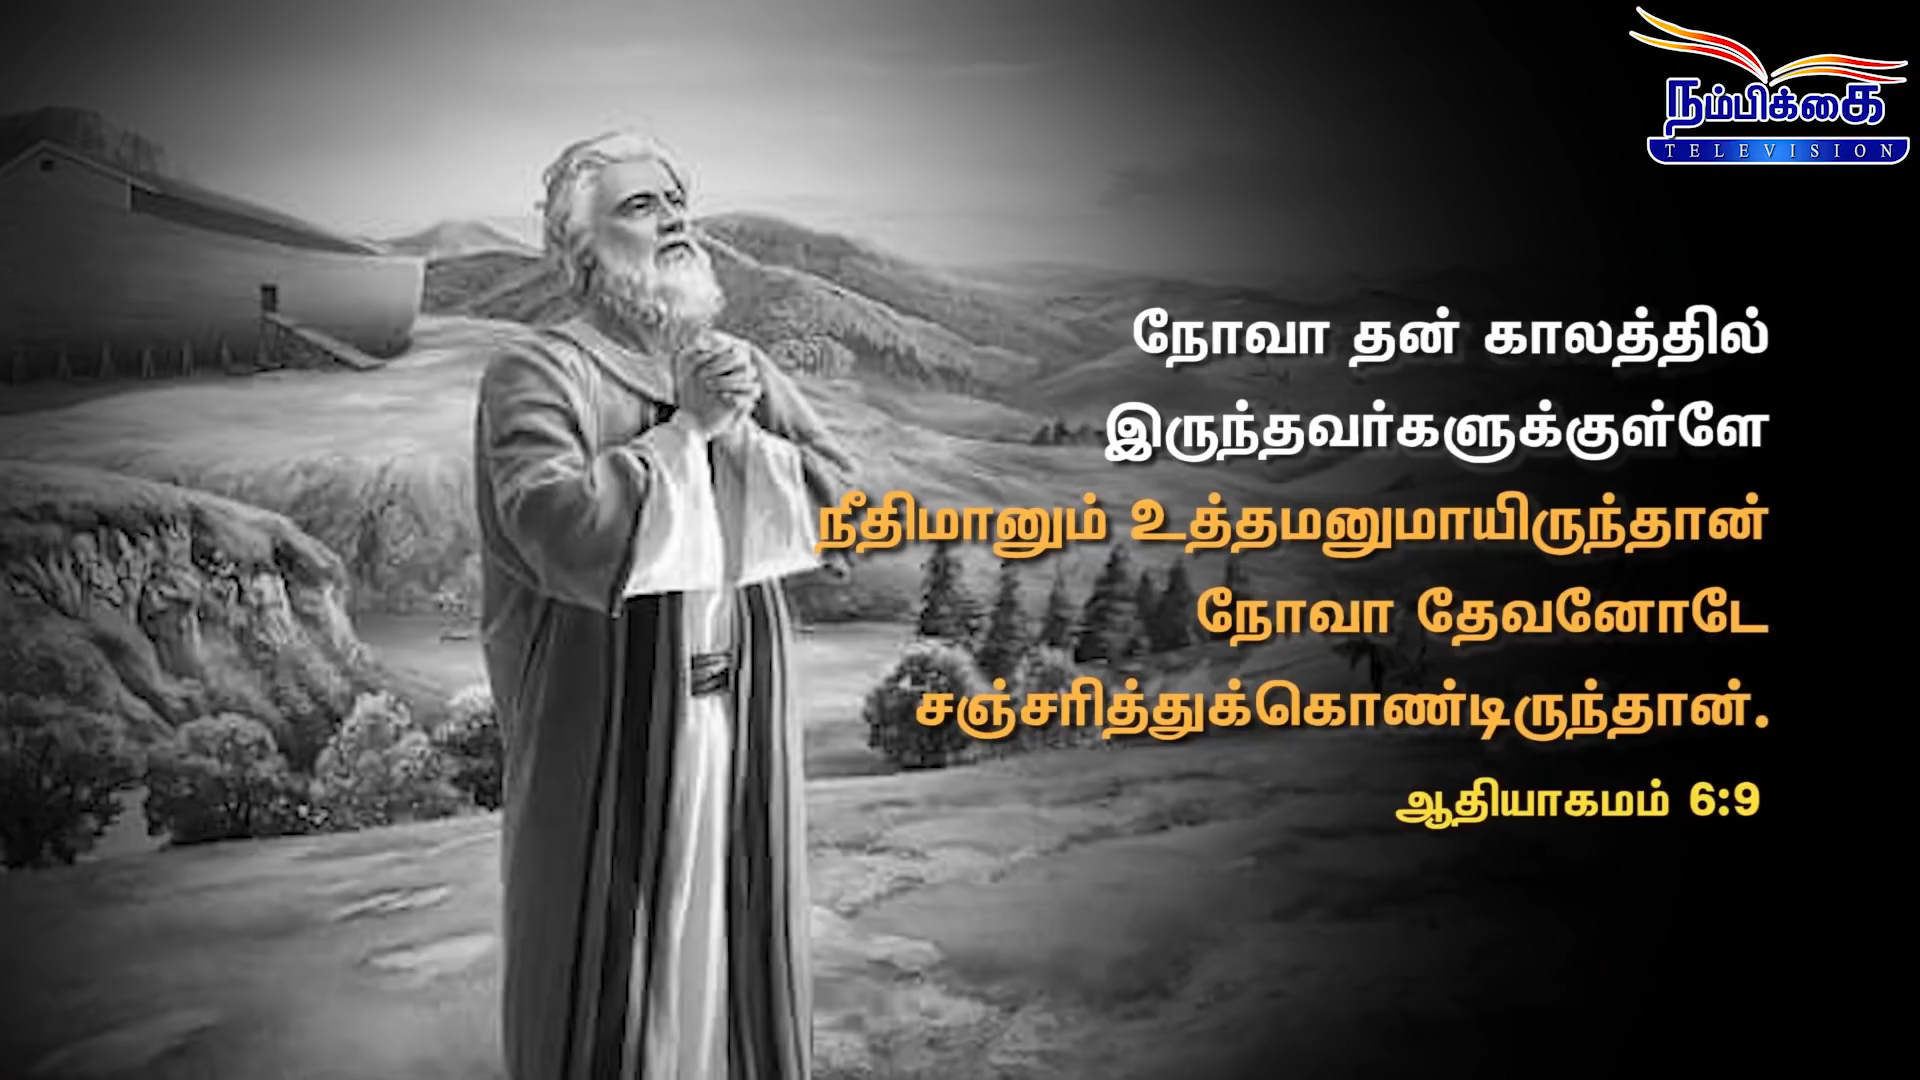 நம்பிக்கை
TELEVISION
நோவா தன் காலத்தில்
இருந்தவர்களுக்குள்ளே
நீதிமானும் உத்தமனுமாயிருந்தான்
நோவா தேவனோடே
சஞ்சரித்துக்கொண்டிருந்தான்.
ஆதியாகமம் 6:9